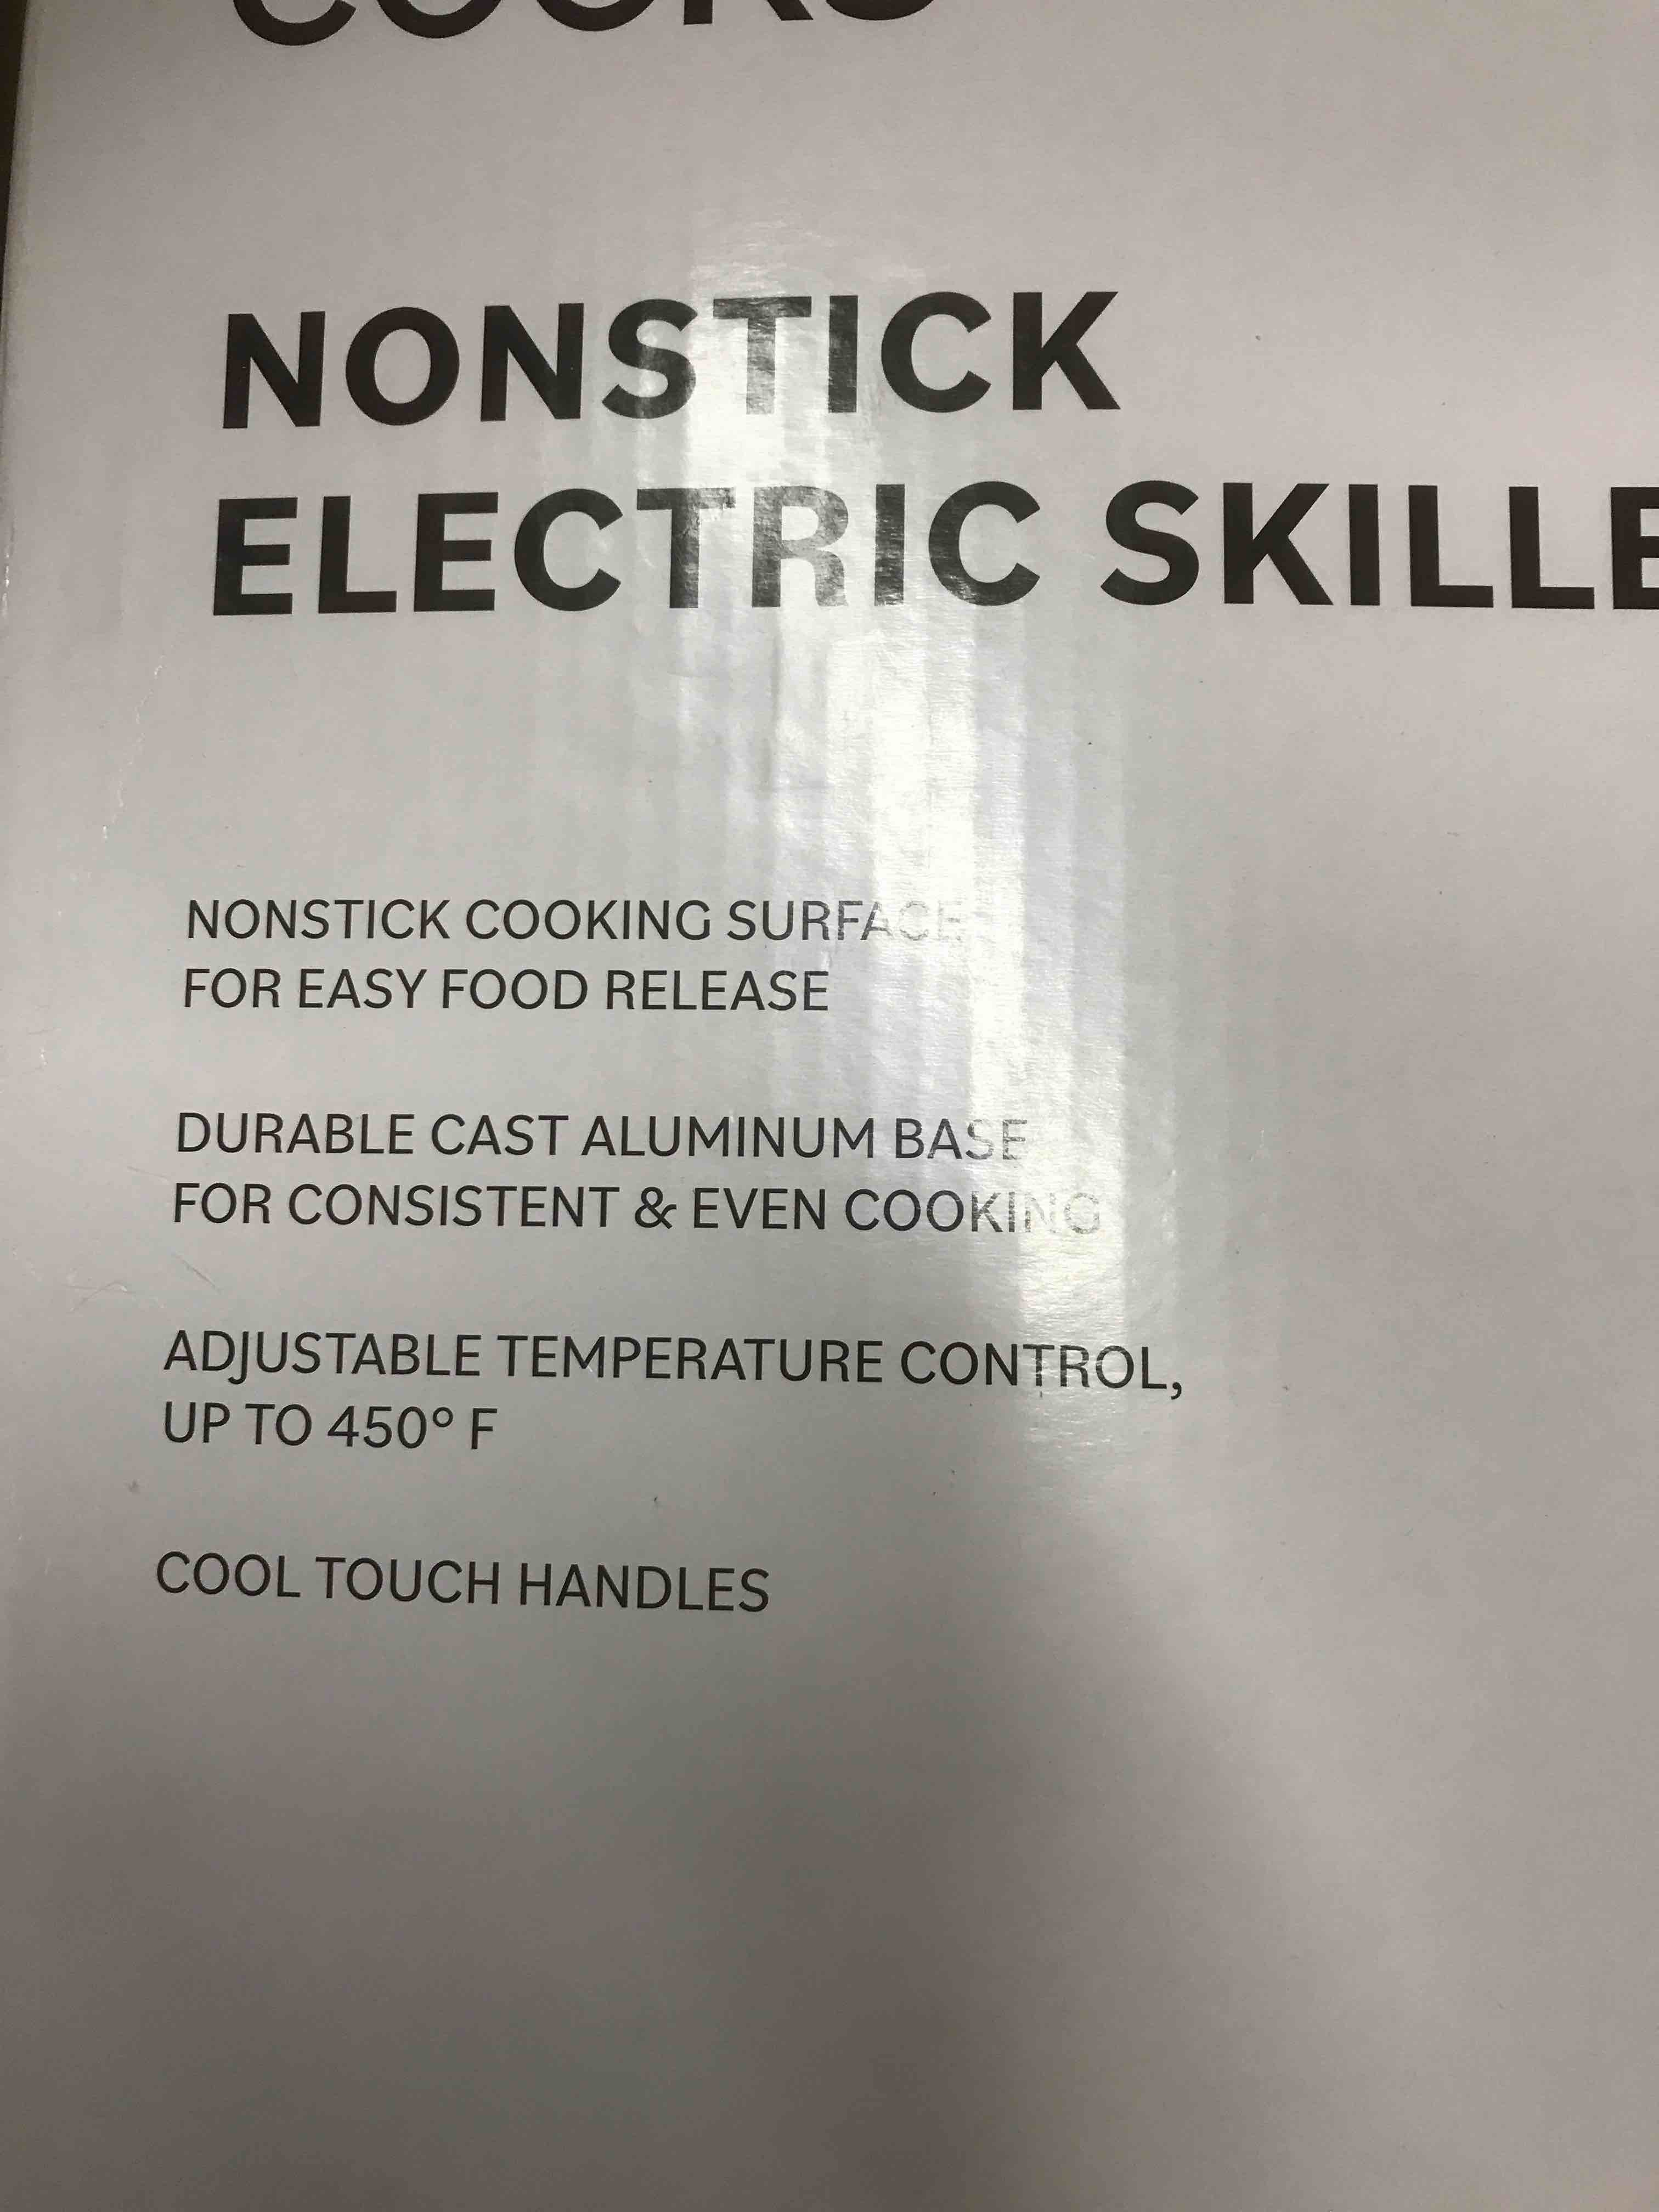 COOKS
NONSTICK
ELECTRIC SKILLE
NONSTICK COOKING SURFACE
FOR EASY FOOD RELEASE
DURABLE CAST ALUMINUM BASE
FOR CONSISTENT & EVEN COOKING
ADJUSTABLE TEMPERATURE CONTROL,
UP TO 450° F
COOL TOUCH HANDLES